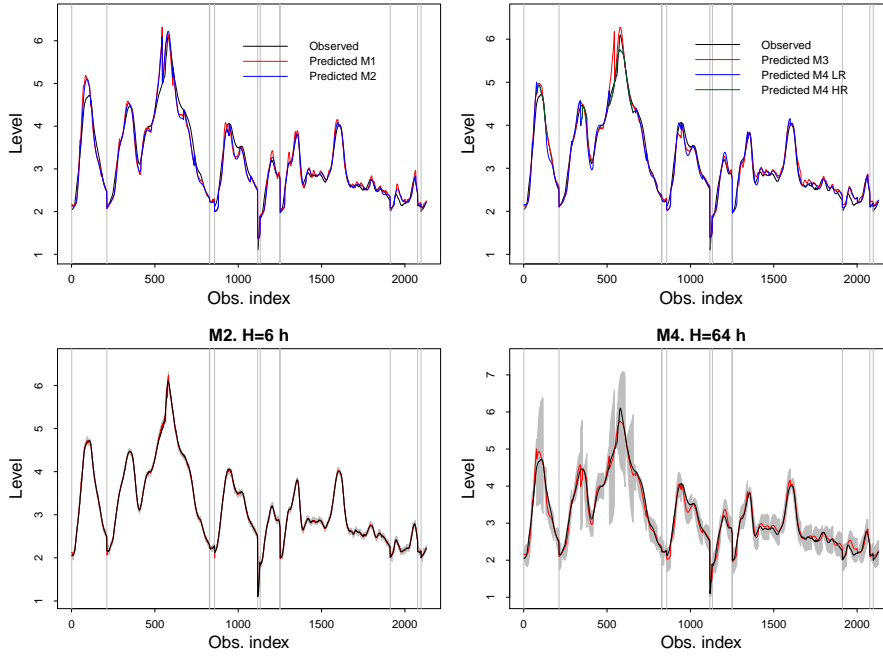 Observed
Predicted M1
Predicted M2
Level
1 2 3 4 5 6
0 500 1000 1500 2000
Obs. index
Observed
Predicted M3
Predicted M4 LR
Predicted M4 HR
Level
1 2 3 4 5 6
0 500 1000 1500 2000
Obs. index
M2. H=6 h
Level
1 2 3 4 5 6
0 500 1000 1500 2000
Obs. index
M4. H=64 h
Level
1 2 3 4 5 6 7
0 500 1000 1500 2000
Obs. index